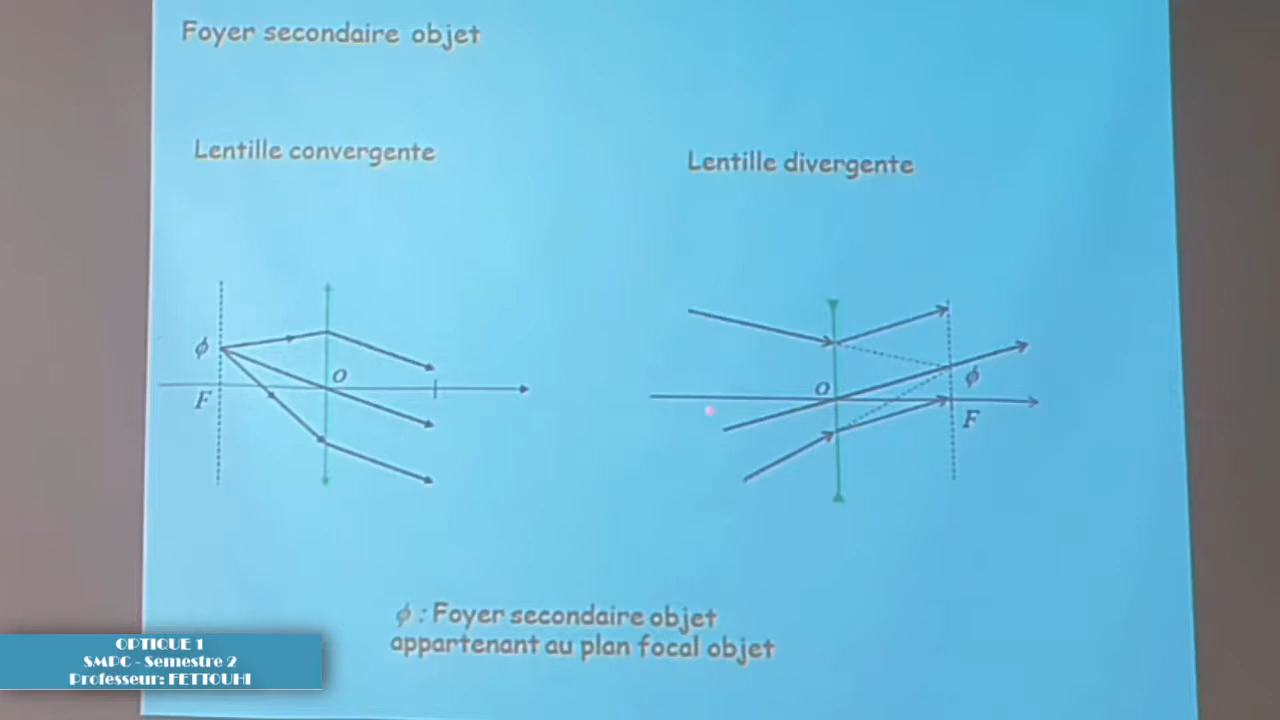 Foyer secondaire objet
Lentille convergente
Lentille divergente
ϕ
O
F
O
ϕ
F
ϕ : Foyer secondaire objet
appartenant au plan focal objet
OPTIQUE 1
SMPC - Semestre 2
Professeur: FETTOUHI